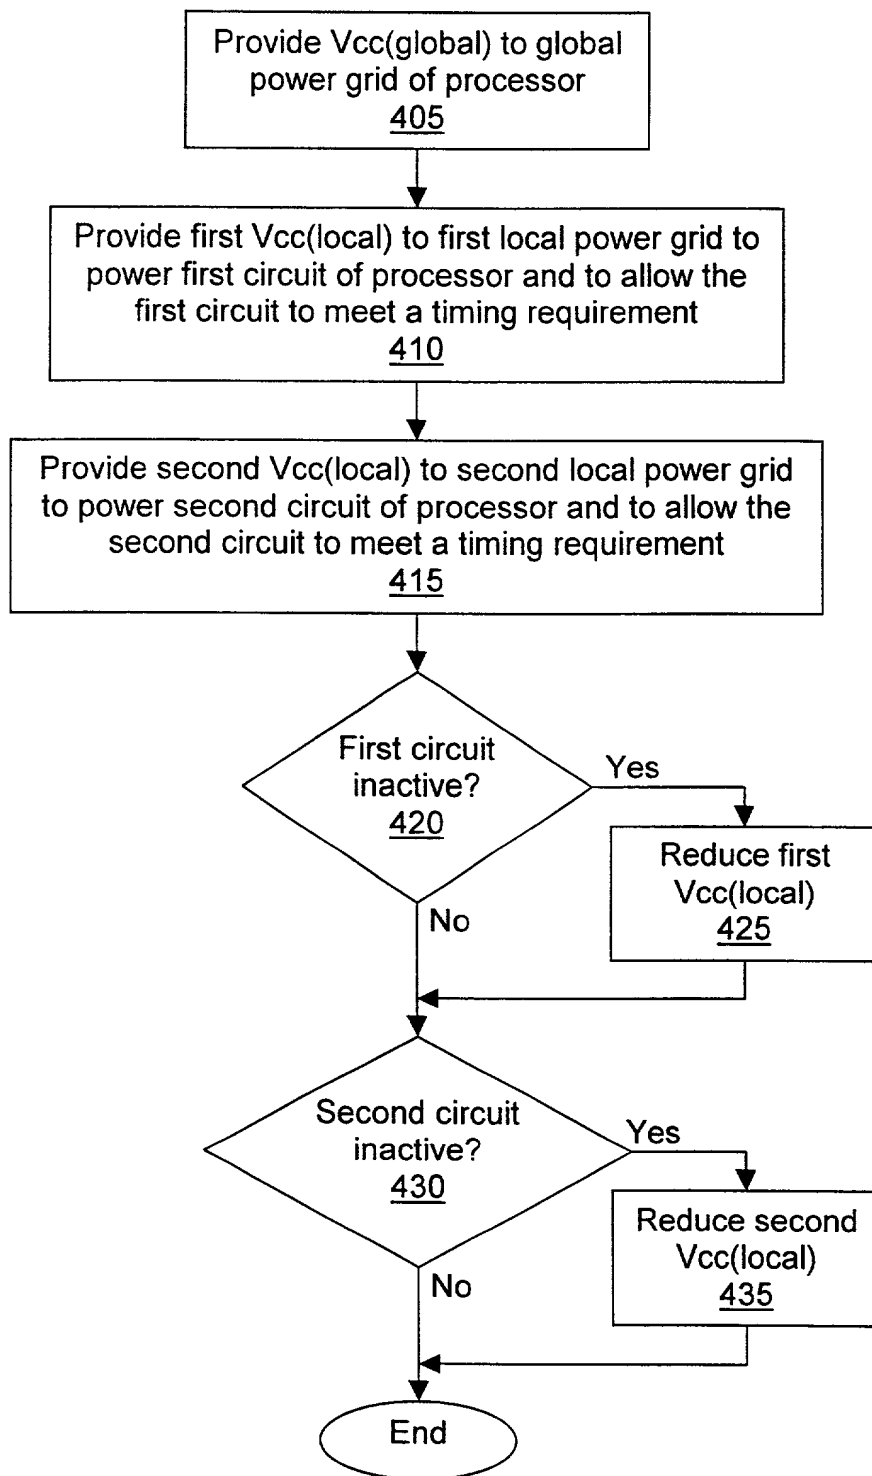 Provide Vcc(global) to global
power grid of processor
405
Provide first Vcc(local) to first local power grid to
power first circuit of processor and to allow the
first circuit to meet a timing requirement
410
Provide second Vcc(local) to second local power grid
to power second circuit of processor and to allow the
second circuit to meet a timing requirement
415
First circuit
inactive?
420
Yes
Reduce first
Vcc(local)
425
No
Second circuit
inactive?
430
Yes
Reduce second
Vcc(local)
435
No
End